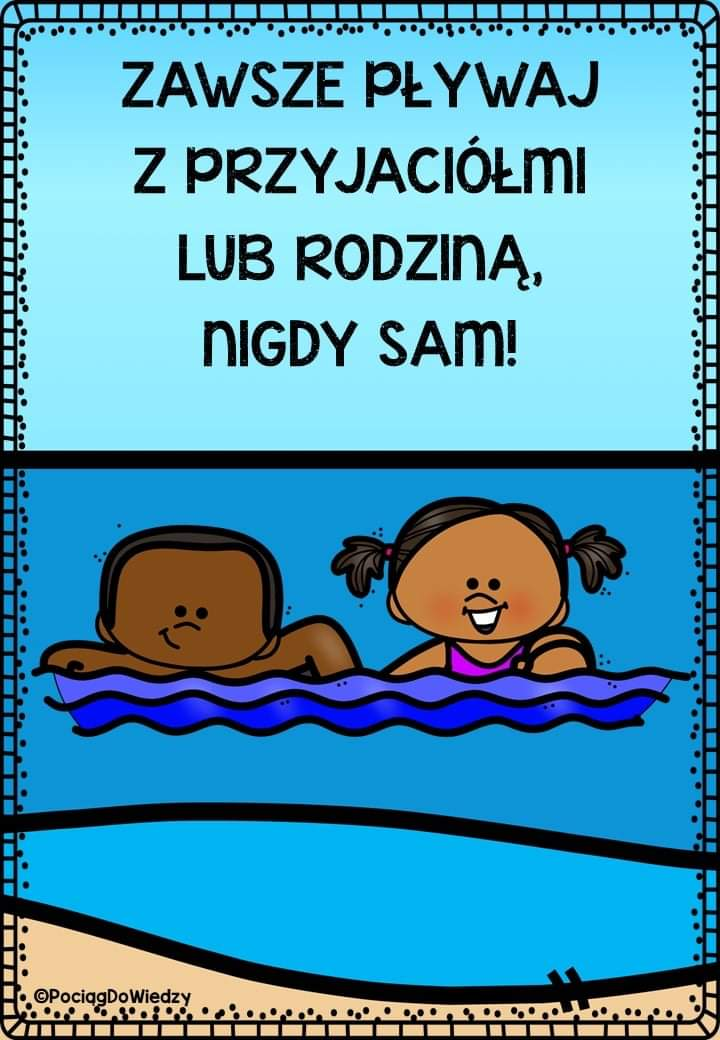 ZAWSZE PŁYWAJ
Z PRZYJACIÓŁMI
LUB RODZINĄ,
NIGDY SAM!
©PociągDoWiedzy